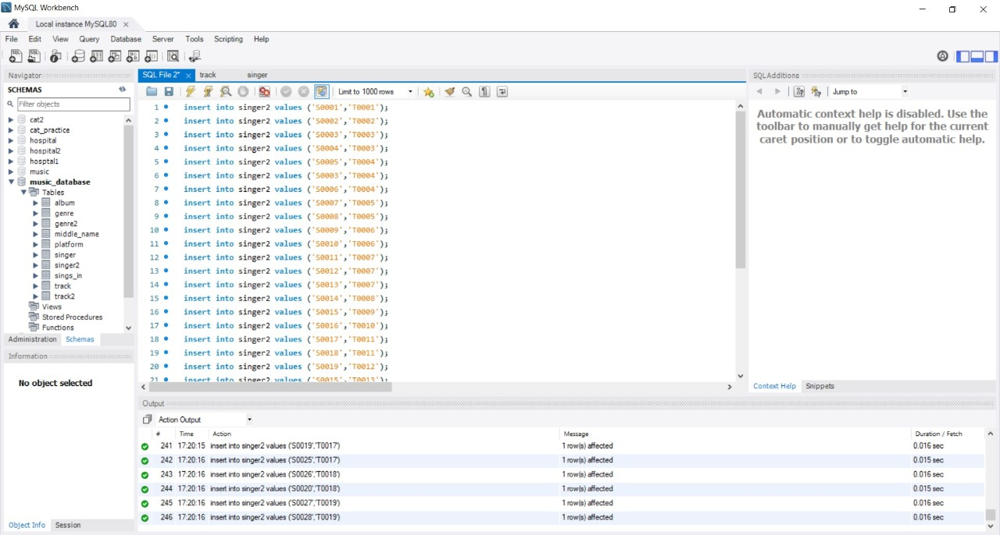 MySQL Workbench
Local instance MySQL80
File Edit View Query Database Server Tools Scripting Help
Navigator
SCHEMAS
Filter objects
cat2
cat_practice
hospital
hospital2
hosptal1
music
music_database
Tables
album
genre
genre2
middle_name
platform
singer
singer2
sings_in
track
track2
Views
Stored Procedures
Functions
Administration Schemas
Information
No object selected
Object Info Session
SQL File 2* track singer
Limit to 1000 rows
1 insert into singer2 values ('S0001','T0001');
2 insert into singer2 values ('S0002','T0002');
3 insert into singer2 values ('S0003','T0003');
4 insert into singer2 values ('S0004','T0003');
5 insert into singer2 values ('S0005','T0004');
6 insert into singer2 values ('S0003','T0004');
7 insert into singer2 values ('S0006','T0004');
8 insert into singer2 values ('S0007','T0005');
9 insert into singer2 values ('S0008','T0005');
10 insert into singer2 values ('S0009','T0006');
11 insert into singer2 values ('S0010','T0006');
12 insert into singer2 values ('S0011','T0007');
13 insert into singer2 values ('S0012','T0007');
14 insert into singer2 values ('S0013','T0007');
15 insert into singer2 values ('S0014','T0008');
16 insert into singer2 values ('S0015','T0009');
17 insert into singer2 values ('S0016','T0010');
18 insert into singer2 values ('S0017','T0011');
19 insert into singer2 values ('S0018','T0011');
20 insert into singer2 values ('S0019','T0012');
21 insert into singer2 values ('S0015','T0013');
SQLAdditions
Jump to
Automatic context help is disabled. Use the
toolbar to manually get help for the current
caret position or to toggle automatic help.
Context Help Snippets
Output
Action Output
# Time Action Message Duration / Fetch
241 17:20:15 insert into singer2 values ('S0019','T0017') 1 row(s) affected 0.016 sec
242 17:20:16 insert into singer2 values ('S0025','T0017') 1 row(s) affected 0.015 sec
243 17:20:16 insert into singer2 values ('S0026','T0018') 1 row(s) affected 0.016 sec
244 17:20:16 insert into singer2 values ('S0020','T0018') 1 row(s) affected 0.015 sec
245 17:20:16 insert into singer2 values ('S0027','T0019') 1 row(s) affected 0.016 sec
246 17:20:16 insert into singer2 values ('S0028','T0019') 1 row(s) affected 0.016 sec